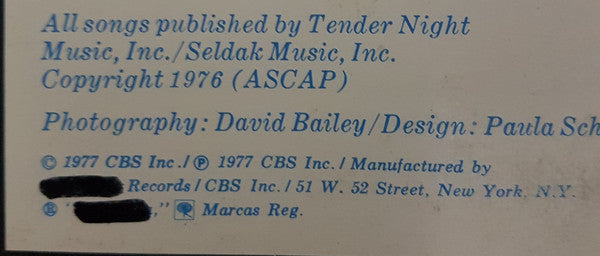 All songs published by Tender Night
Music, Inc./Seldak Music, Inc.
Copyright 1976 (ASCAP)
Photography: David Bailey/Design: Paula Sch
© 1977 CBS Inc./ ℗ 1977 CBS Inc./ Manufactured by
Records/CBS Inc./51 W. 52 Street, New York, N.Y.
® " ," Marcas Reg.